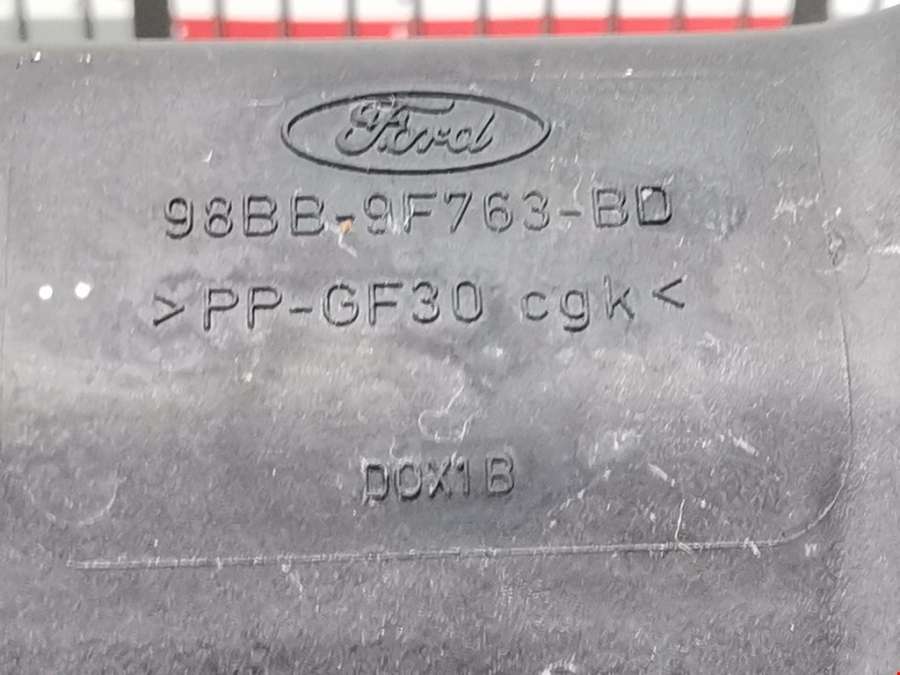 Ford
98BB-9F763-BD
>PP-GF30 cgk<
DOX1B